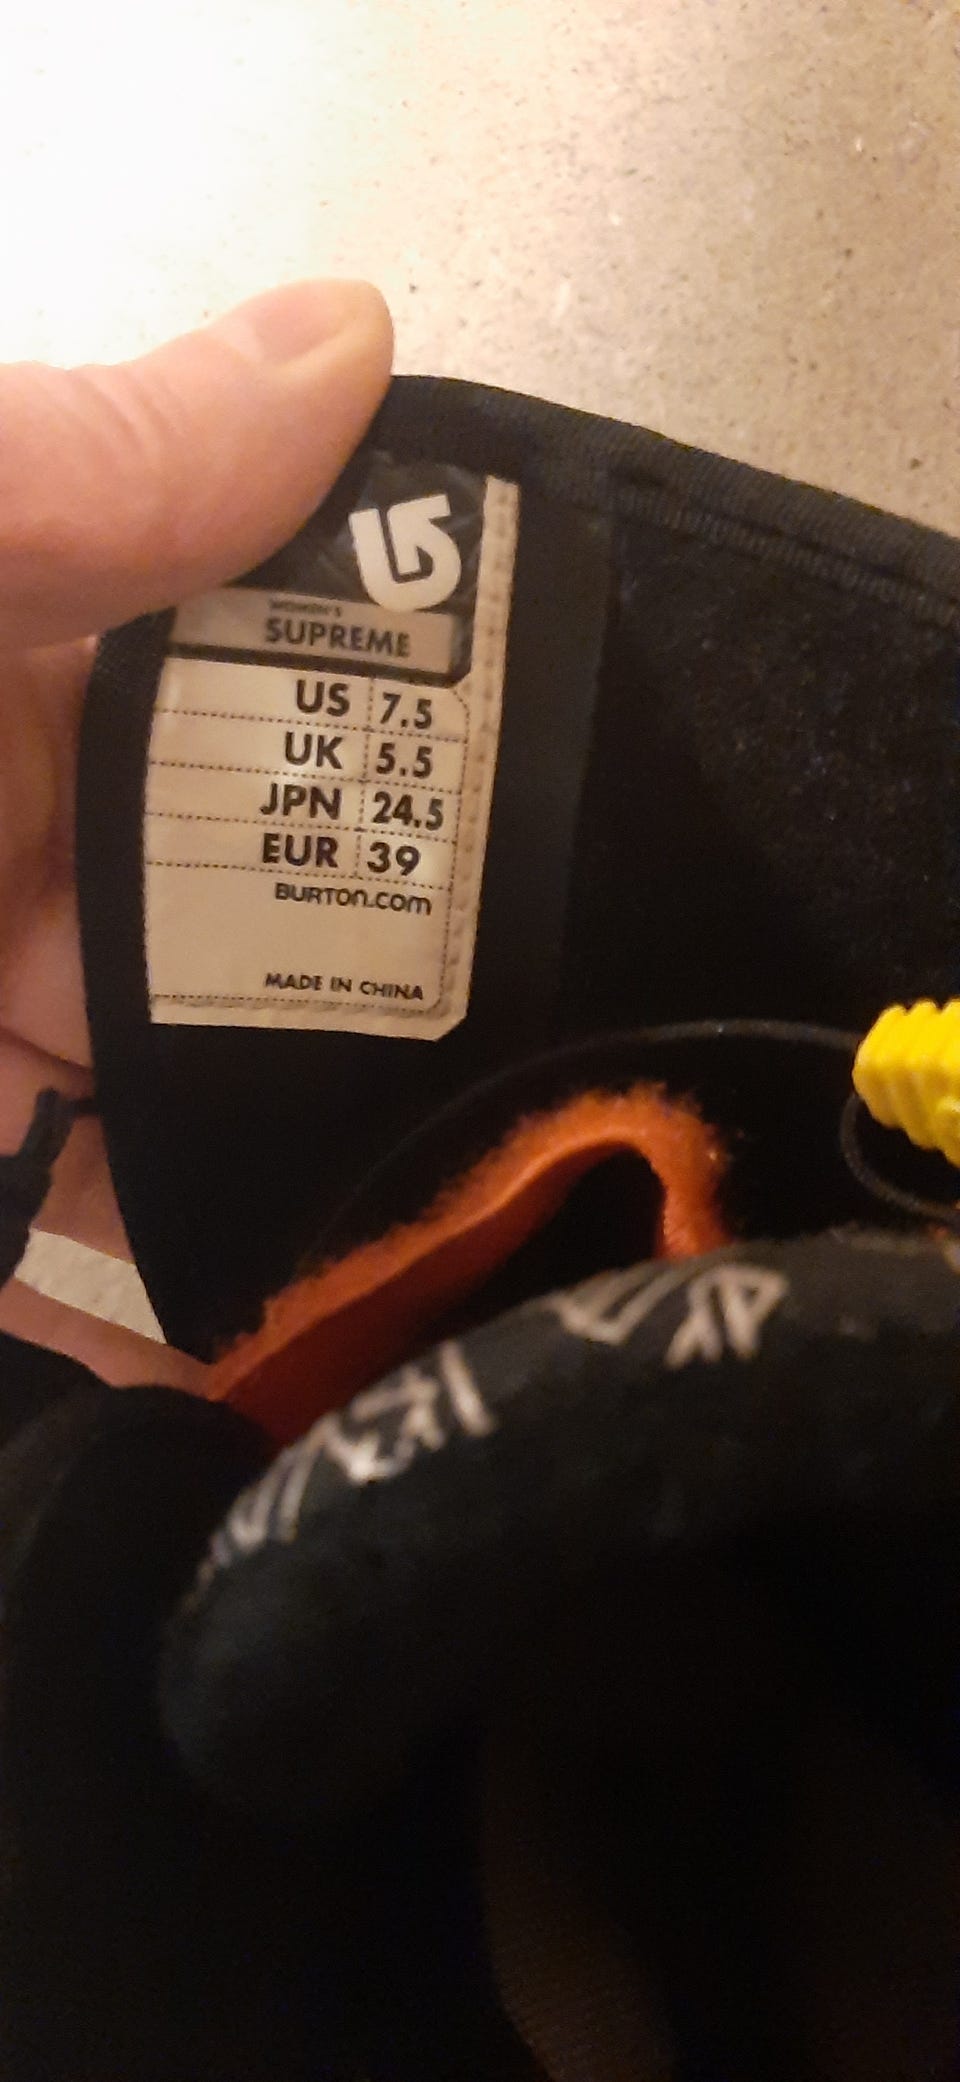 WOMEN'S
SUPREME
US 7.5
UK 5.5
JPN 24.5
EUR 39
BURTON.COM
MADE IN CHINA